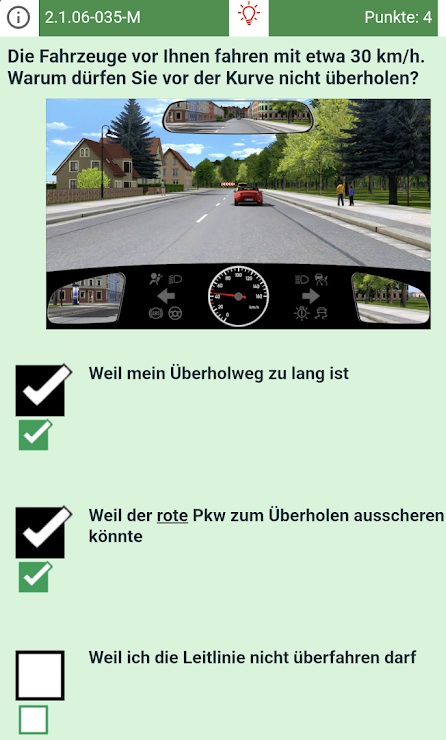 2.1.06-035-M
Punkte: 4
Die Fahrzeuge vor Ihnen fahren mit etwa 30 km/h.
Warum dürfen Sie vor der Kurve nicht überholen?
Weil mein Überholweg zu lang ist
Weil der rote Pkw zum Überholen ausscheren
könnte
Weil ich die Leitlinie nicht überfahren darf